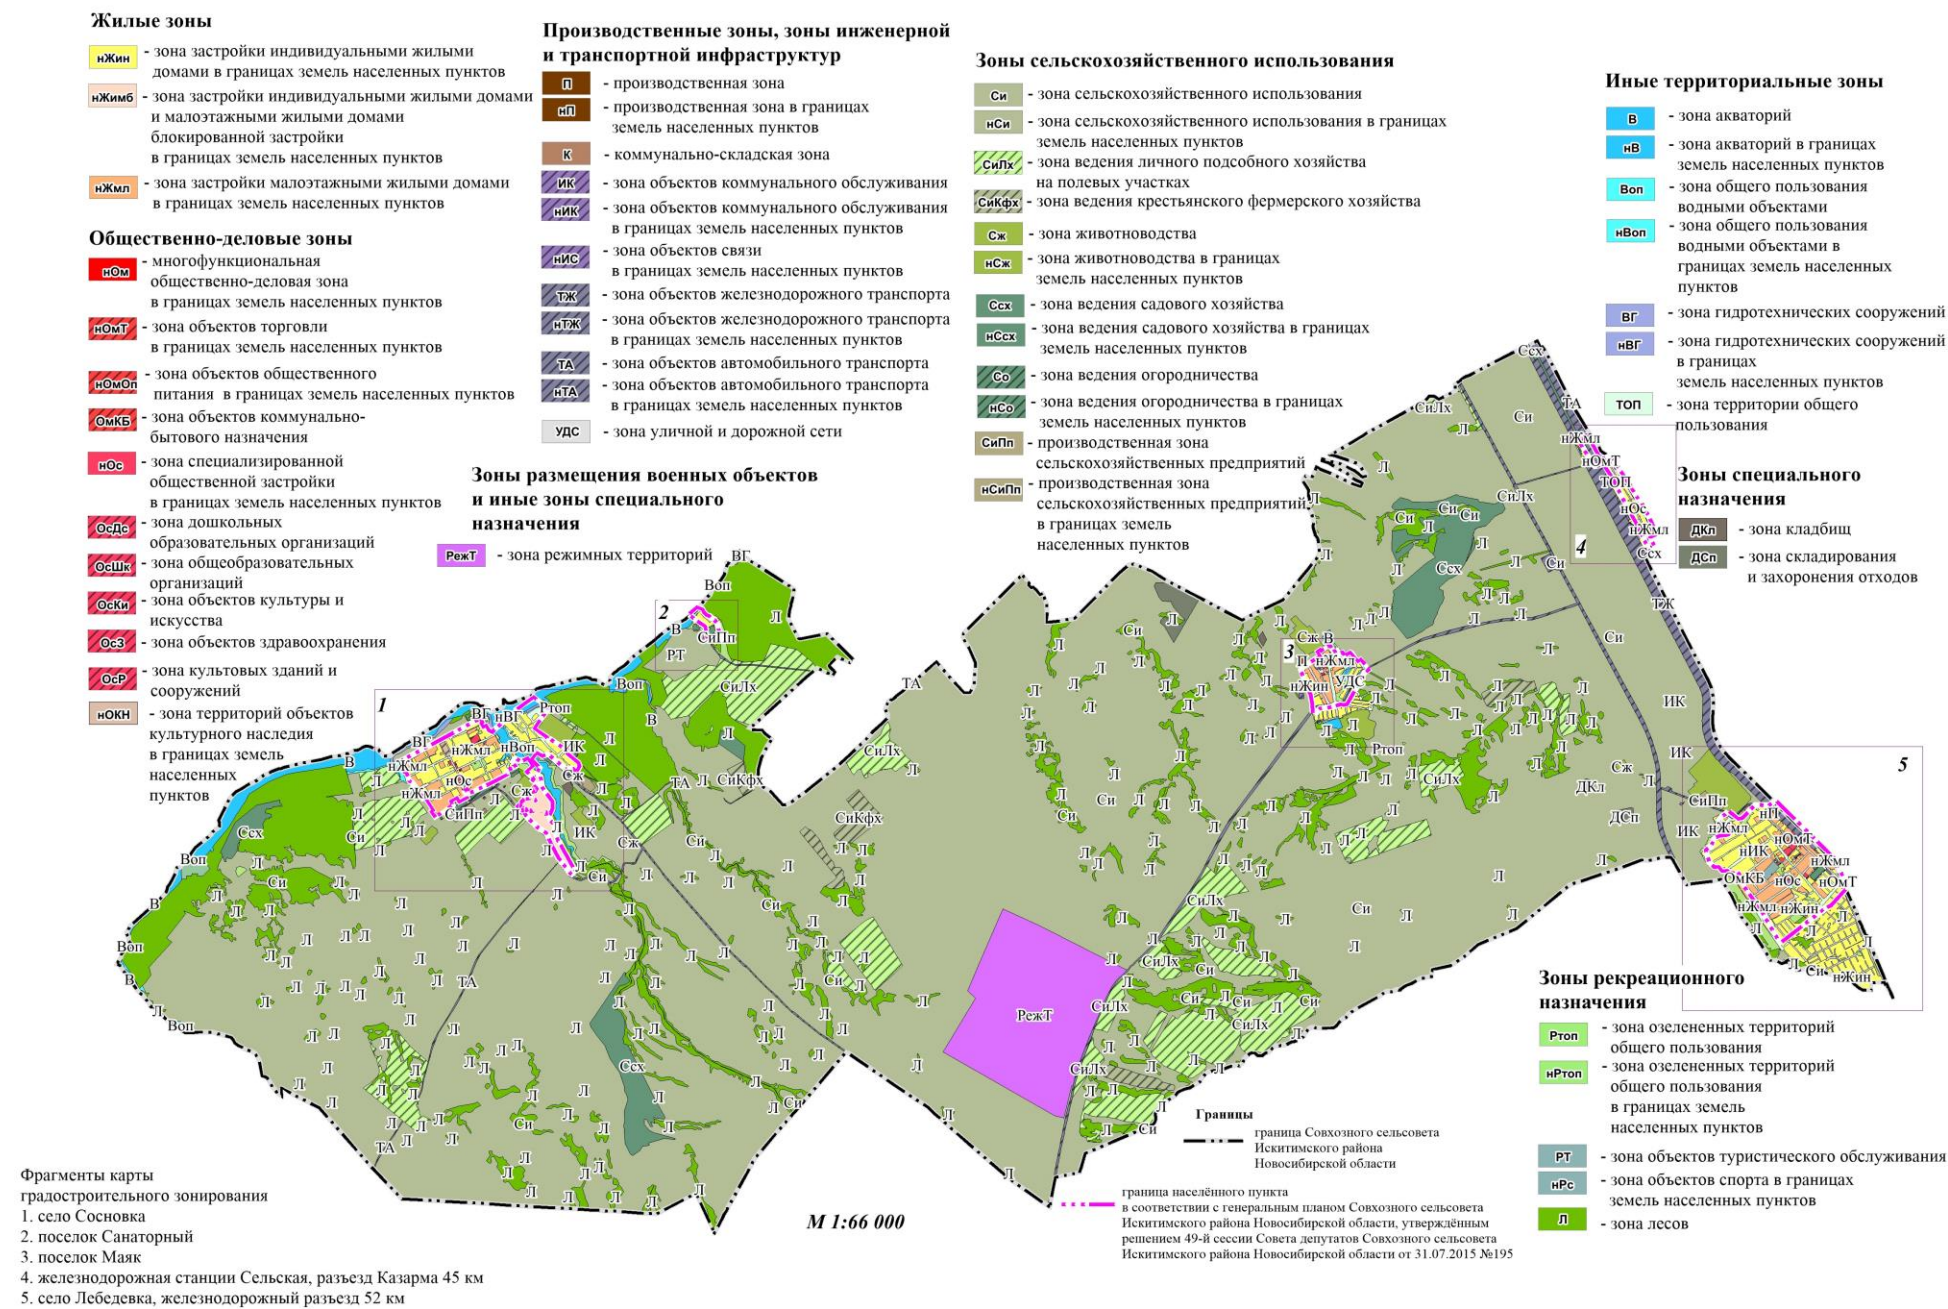 Жилые зоны
нЖин - зона застройки индивидуальными жилыми
домами в границах земель населенных пунктов
нЖимб - зона застройки индивидуальными жилыми домами
и малоэтажными жилыми домами
блокированной застройки
в границах земель населенных пунктов
нЖмл - зона застройки малоэтажными жилыми домами
в границах земель населенных пунктов
Общественно-деловые зоны
нОм - многофункциональная
общественно-деловая зона
в границах земель населенных пунктов
нОмТ - зона объектов торговли
в границах земель населенных пунктов
нОмОп - зона объектов общественного
питания в границах земель населенных пунктов
ОмКБ - зона объектов коммунально-
бытового назначения
нОс - зона специализированной
общественной застройки
в границах земель населенных пунктов
ОсДс - зона дошкольных
образовательных организаций
ОсШк - зона общеобразовательных
организаций
ОсКи - зона объектов культуры и
искусства
ОсЗ - зона объектов здравоохранения
ОсР - зона культовых зданий и
сооружений
нОКН - зона территорий объектов
культурного наследия
в границах земель
населенных
пунктов
Производственные зоны, зоны инженерной
и транспортной инфраструктур
П - производственная зона
нП - производственная зона в границах
земель населенных пунктов
К - коммунально-складская зона
ИК - зона объектов коммунального обслуживания
нИК - зона объектов коммунального обслуживания
в границах земель населенных пунктов
нИС - зона объектов связи
в границах земель населенных пунктов
ТЖ - зона объектов железнодорожного транспорта
нТЖ - зона объектов железнодорожного транспорта
в границах земель населенных пунктов
ТА - зона объектов автомобильного транспорта
нТА - зона объектов автомобильного транспорта
в границах земель населенных пунктов
УДС - зона уличной и дорожной сети
Зоны размещения военных объектов
и иные зоны специального
назначения
РежТ - зона режимных территорий
Зоны сельскохозяйственного использования
Си - зона сельскохозяйственного использования
нСи - зона сельскохозяйственного использования в границах
земель населенных пунктов
СиЛх - зона ведения личного подсобного хозяйства
на полевых участках
СиКфх - зона ведения крестьянского фермерского хозяйства
Сж - зона животноводства
нСж - зона животноводства в границах
земель населенных пунктов
Ссх - зона ведения садового хозяйства
нСсх - зона ведения садового хозяйства в границах
земель населенных пунктов
Со - зона ведения огородничества
нСо - зона ведения огородничества в границах
земель населенных пунктов
СиПп - производственная зона
сельскохозяйственных предприятий
нСиПп - производственная зона
сельскохозяйственных предприятий
в границах земель
населенных пунктов
Иные территориальные зоны
В - зона акваторий
нВ - зона акваторий в границах
земель населенных пунктов
Воп - зона общего пользования
водными объектами
нВоп - зона общего пользования
водными объектами в
границах земель населенных
пунктов
ВГ - зона гидротехнических сооружений
нВГ - зона гидротехнических сооружений
в границах
земель населенных пунктов
ТОП - зона территории общего
пользования
Зоны специального
назначения
ДКл - зона кладбищ
ДСп - зона складирования
и захоронения отходов
Зоны рекреационного
назначения
Ртоп - зона озелененных территорий
общего пользования
нРтоп - зона озелененных территорий
общего пользования
в границах земель
населенных пунктов
РТ - зона объектов туристического обслуживания
нРс - зона объектов спорта в границах
земель населенных пунктов
Л - зона лесов
Границы
граница Совхозного сельсовета
Искитимского района
Новосибирской области
граница населённого пункта
в соответствии с генеральным планом Совхозного сельсовета
Искитимского района Новосибирской области, утверждённым
решением 49-й сессии Совета депутатов Совхозного сельсовета
Искитимского района Новосибирской области от 31.07.2015 №195
М 1:66 000
Фрагменты карты
градостроительного зонирования
1. село Сосновка
2. поселок Санаторный
3. поселок Маяк
4. железнодорожная станции Сельская, разъезд Казарма 45 км
5. село Лебедевка, железнодорожный разъезд 52 км
1
2
3
4
5
РежТ
СиЛх
СиКфх
Ссх
ТА
ТЖ
ИК
ДКл
ДСп
УДС
РТ
Ртоп